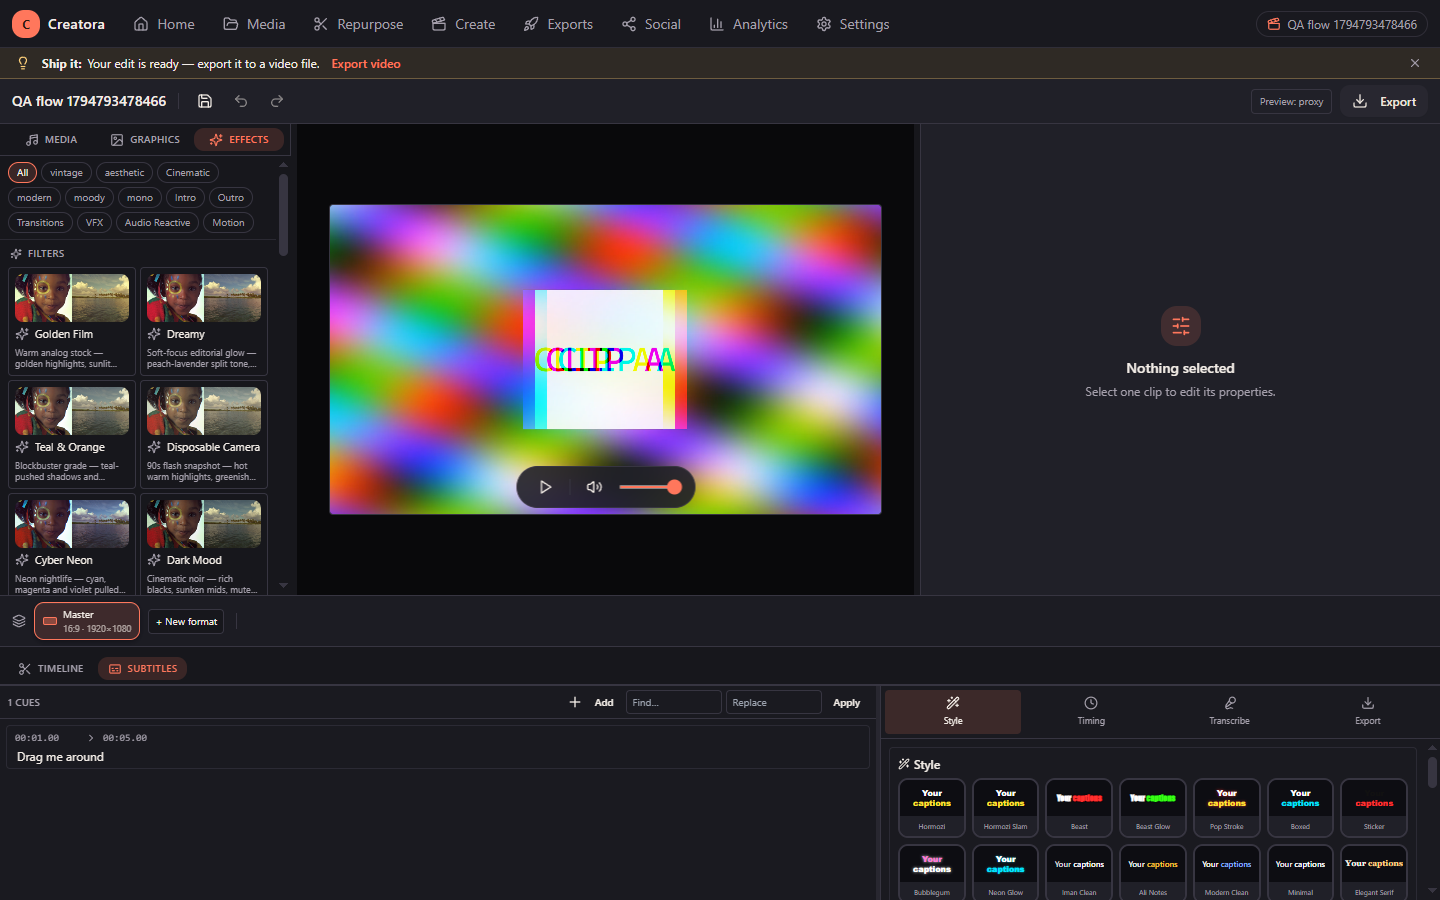 C Creatora Home Media Repurpose Create Exports Social Analytics Settings QA flow 1794793478466
Ship it: Your edit is ready — export it to a video file. Export video
QA flow 1794793478466 Preview: proxy Export
MEDIA GRAPHICS EFFECTS
All vintage aesthetic Cinematic
modern moody mono Intro Outro
Transitions VFX Audio Reactive Motion
FILTERS
Golden Film
Warm analog stock —
golden highlights, sunlit...
Dreamy
Soft-focus editorial glow —
peach-lavender split tone,...
Teal & Orange
Blockbuster grade — teal-
pushed shadows and...
Disposable Camera
90s flash snapshot — hot
warm highlights, greenish...
Cyber Neon
Neon nightlife — cyan,
magenta and violet pulled...
Dark Mood
Cinematic noir — rich
blacks, sunken mids, mute...
Nothing selected
Select one clip to edit its properties.
Master
16:9 · 1920×1080
+ New format
TIMELINE SUBTITLES
1 CUES + Add Find... Replace Apply
00:01.00 > 00:05.00
Drag me around
Style Timing Transcribe Export
Style
Your captions Hormozi
Your captions Hormozi Slam
Your captions Beast
Your captions Beast Glow
Your captions Pop Stroke
Your captions Boxed
captions Sticker
Your captions Bubblegum
Your captions Neon Glow
Your captions Iman Clean
Your captions Ali Notes
Your captions Modern Clean
Your captions Minimal
Your captions Elegant Serif